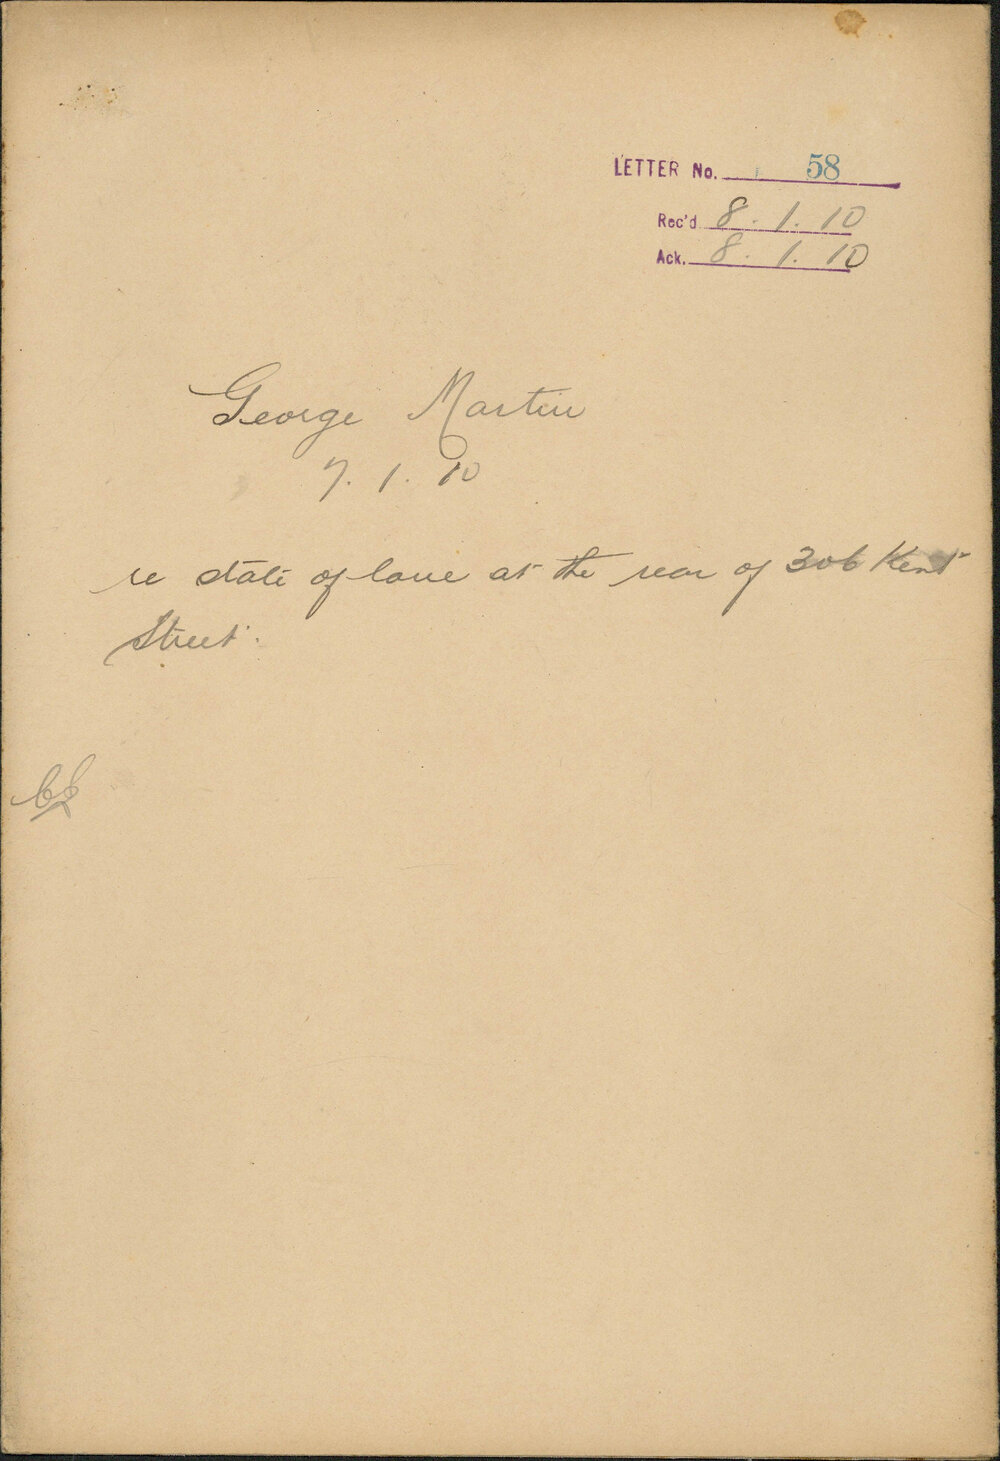 LETTER No. 58
Rec'd 8.1.10
Ack. 8.1.10
George Martin
7.1.10
re state of lane at the rear of 306 Kent
Street.